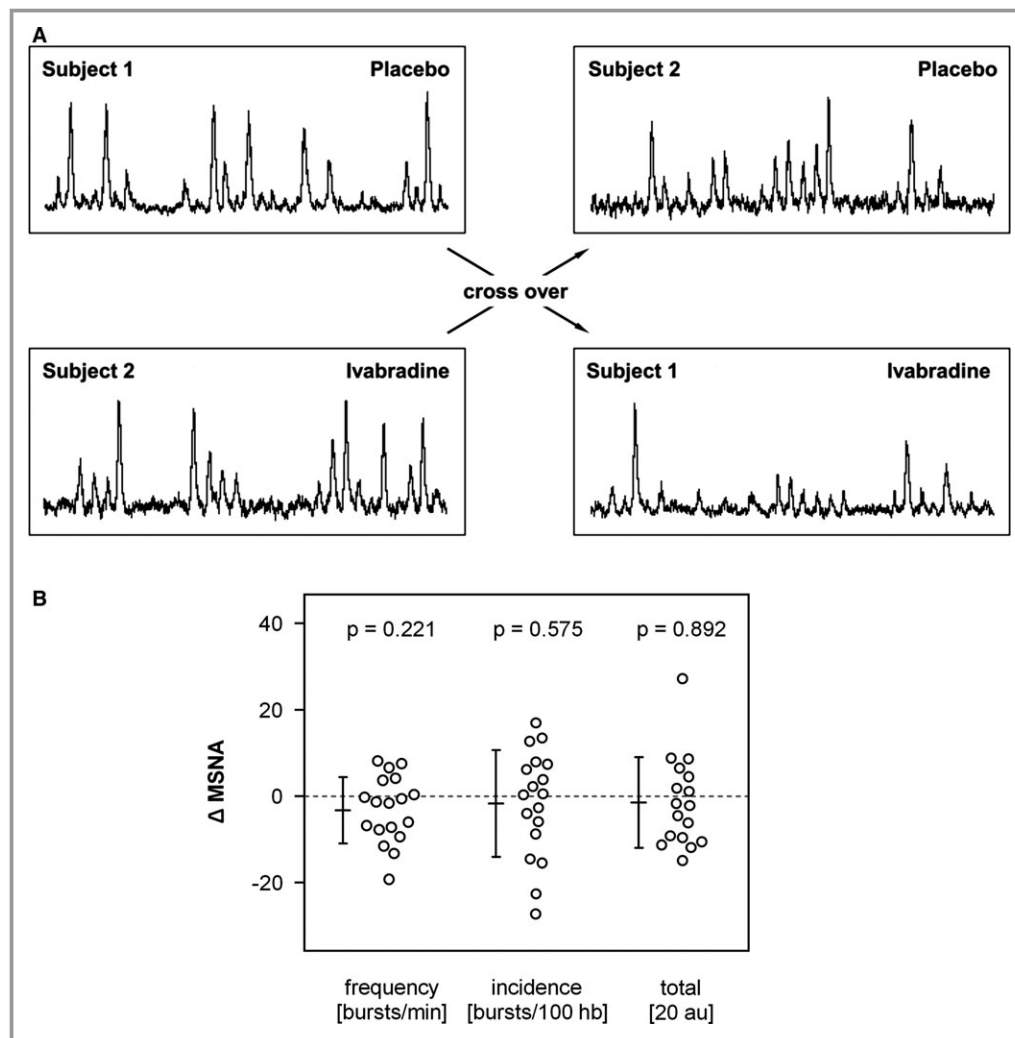 A
Subject 1 Placebo
Subject 2 Placebo
cross over
Subject 2 Ivabradine
Subject 1 Ivabradine
B
p = 0.221 p = 0.575 p = 0.892
40
20
0
-20
Δ MSNA
frequency incidence total
[bursts/min] [bursts/100 hb] [20 au]